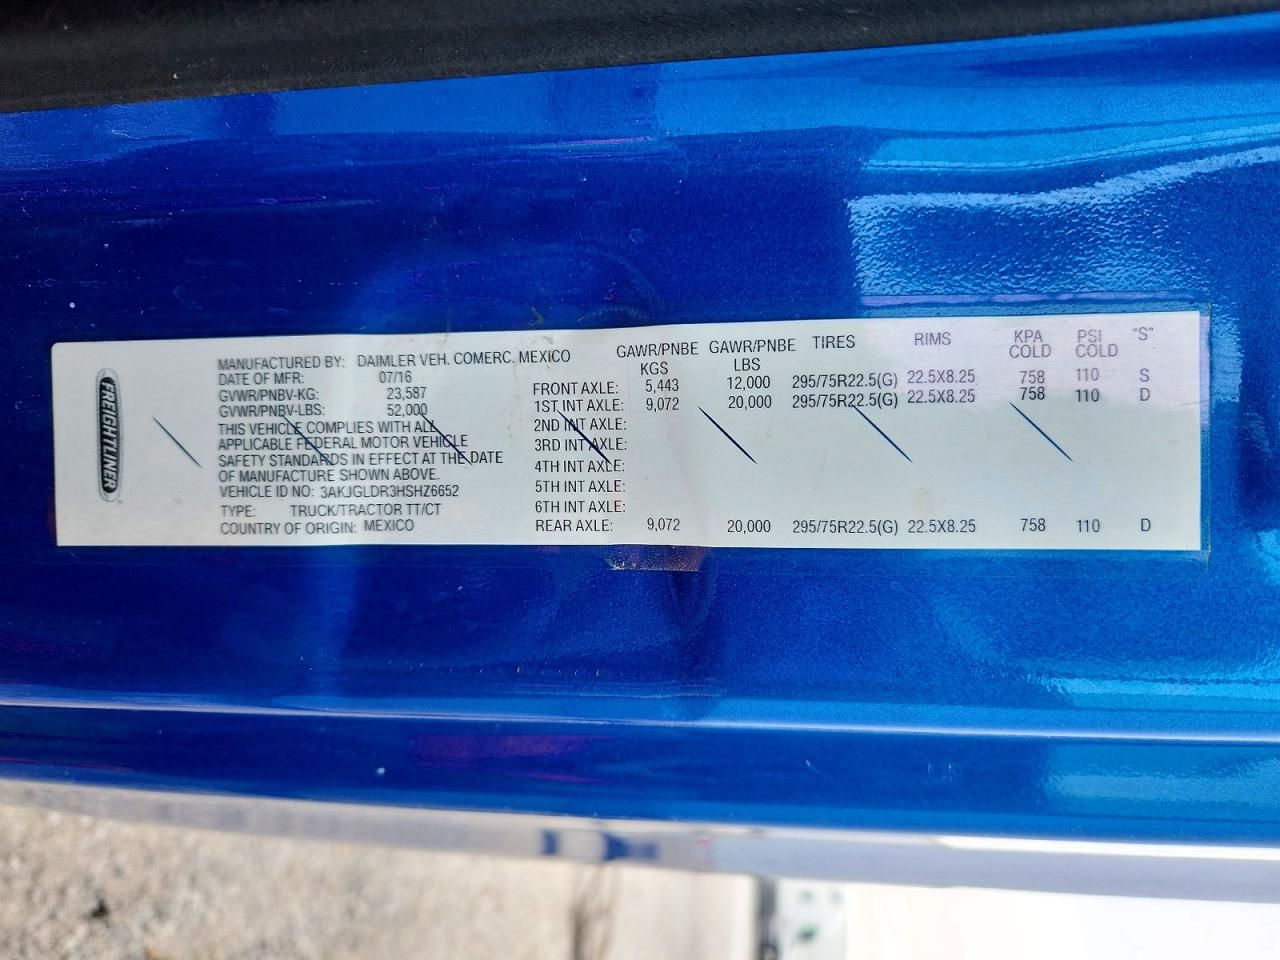 FREIGHTLINER
MANUFACTURED BY: DAIMLER VEH. COMERC. MEXICO
DATE OF MFR: 07/16
GVWR/PNBV-KG: 23,587
GVWR/PNBV-LBS: 52,000
THIS VEHICLE COMPLIES WITH ALL
APPLICABLE FEDERAL MOTOR VEHICLE
SAFETY STANDARDS IN EFFECT AT THE DATE
OF MANUFACTURE SHOWN ABOVE.
VEHICLE ID NO: 3AKJGLDR3HSHZ6652
TYPE: TRUCK/TRACTOR TT/CT
COUNTRY OF ORIGIN: MEXICO
GAWR/PNBE GAWR/PNBE TIRES RIMS KPA PSI "S"
KGS LBS COLD COLD
FRONT AXLE: 5,443 12,000 295/75R22.5(G) 22.5X8.25 758 110 S
1ST INT AXLE: 9,072 20,000 295/75R22.5(G) 22.5X8.25 758 110 D
2ND INT AXLE:
3RD INT AXLE:
4TH INT AXLE:
5TH INT AXLE:
6TH INT AXLE:
REAR AXLE: 9,072 20,000 295/75R22.5(G) 22.5X8.25 758 110 D